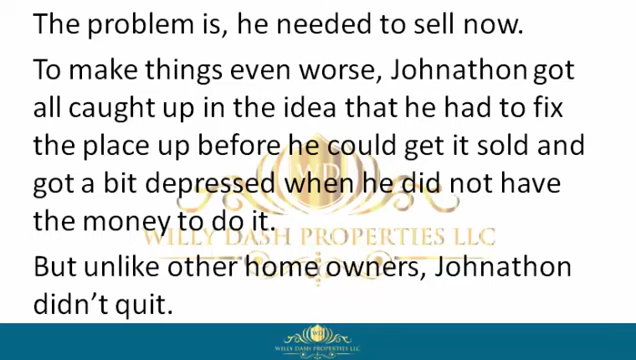 The problem is, he needed to sell now.
To make things even worse, Johnathon got
all caught up in the idea that he had to fix
the place up before he could get it sold and
got a bit depressed when he did not have
the money to do it.
WD
WILLY DASH PROPERTIES LLC
But unlike other home owners, Johnathon
didn't quit.
WD
WILLY DASH PROPERTIES LLC